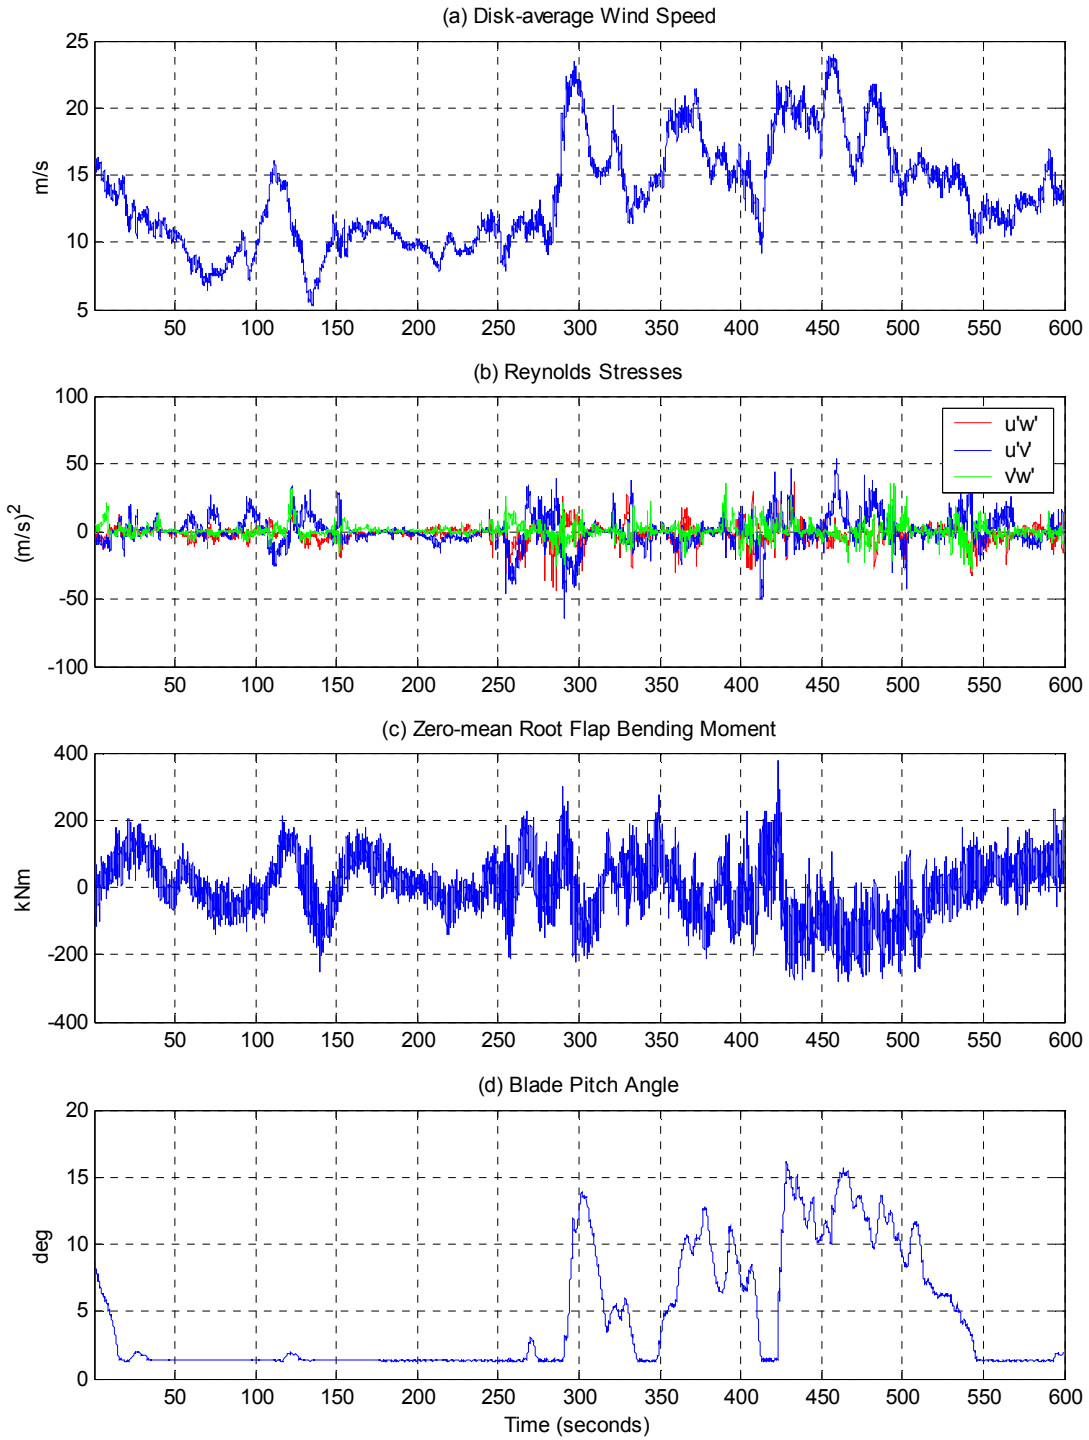 (a) Disk-average Wind Speed
25
20
15
10
5
m/s
50 100 150 200 250 300 350 400 450 500 550 600
(b) Reynolds Stresses
100
50
0
-50
-100
(m/s)2
u'w'
u'v'
v'w'
50 100 150 200 250 300 350 400 450 500 550 600
(c) Zero-mean Root Flap Bending Moment
400
200
0
-200
-400
kNm
50 100 150 200 250 300 350 400 450 500 550 600
(d) Blade Pitch Angle
20
15
10
5
0
deg
50 100 150 200 250 300 350 400 450 500 550 600
Time (seconds)